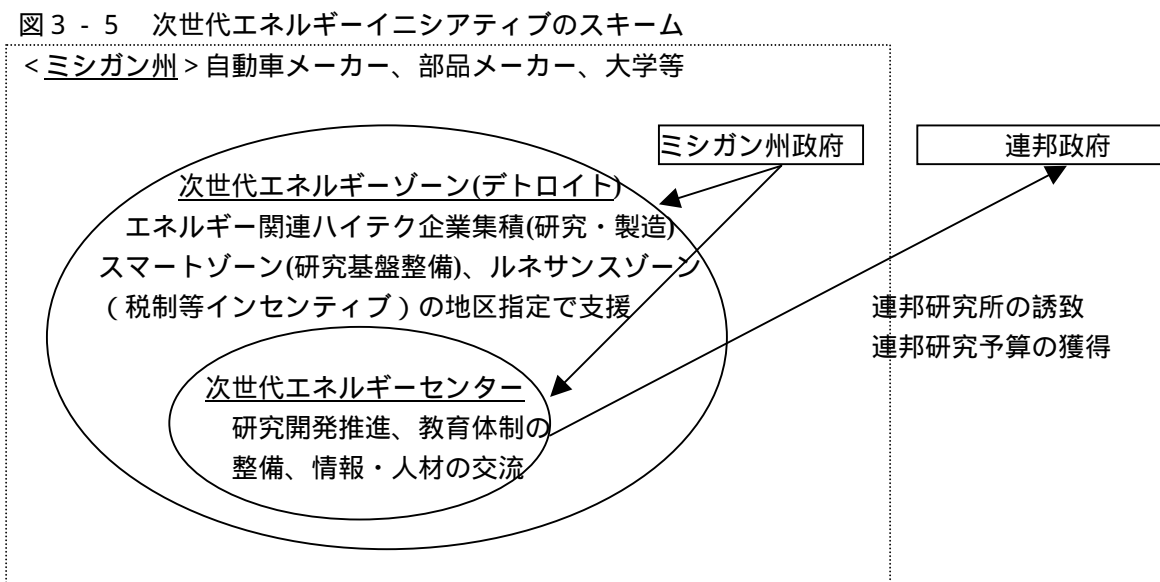 図3-5 次世代エネルギーイニシアティブのスキーム
<ミシガン州>自動車メーカー、部品メーカー、大学等
ミシガン州政府
連邦政府
次世代エネルギーゾーン(デトロイト)
エネルギー関連ハイテク企業集積(研究・製造)
スマートゾーン(研究基盤整備)、ルネサンスゾーン
(税制等インセンティブ)の地区指定で支援
連邦研究所の誘致
連邦研究予算の獲得
次世代エネルギーセンター
研究開発推進、教育体制の
整備、情報・人材の交流